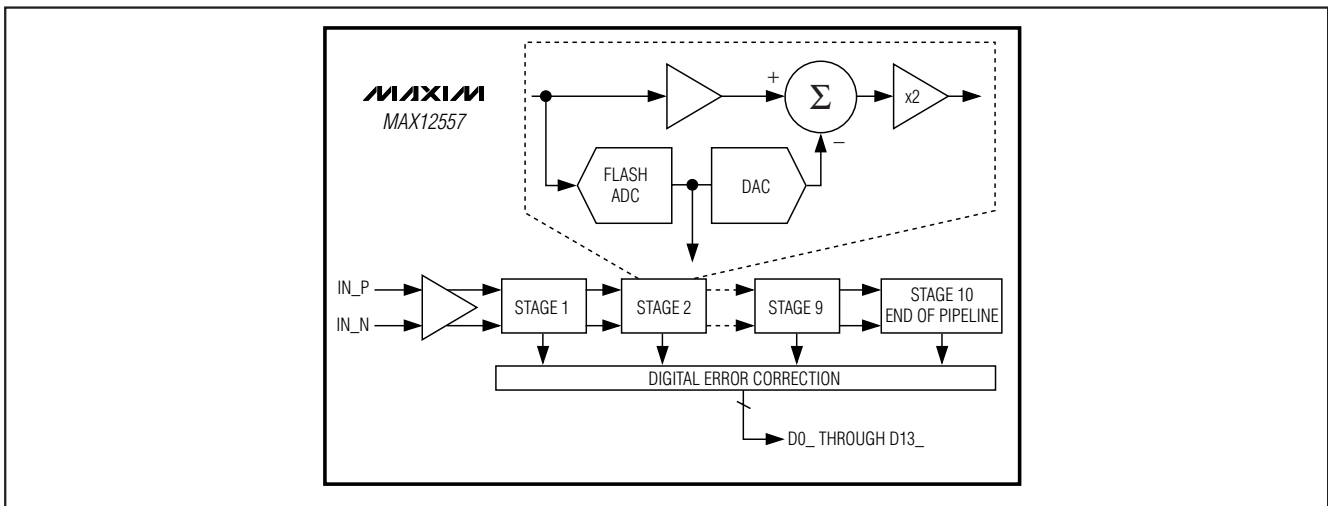 MAXIM
MAX12557
+
Σ
x2
−
FLASH
ADC
DAC
IN_P
IN_N
STAGE 1
STAGE 2
STAGE 9
STAGE 10
END OF PIPELINE
DIGITAL ERROR CORRECTION
D0_ THROUGH D13_